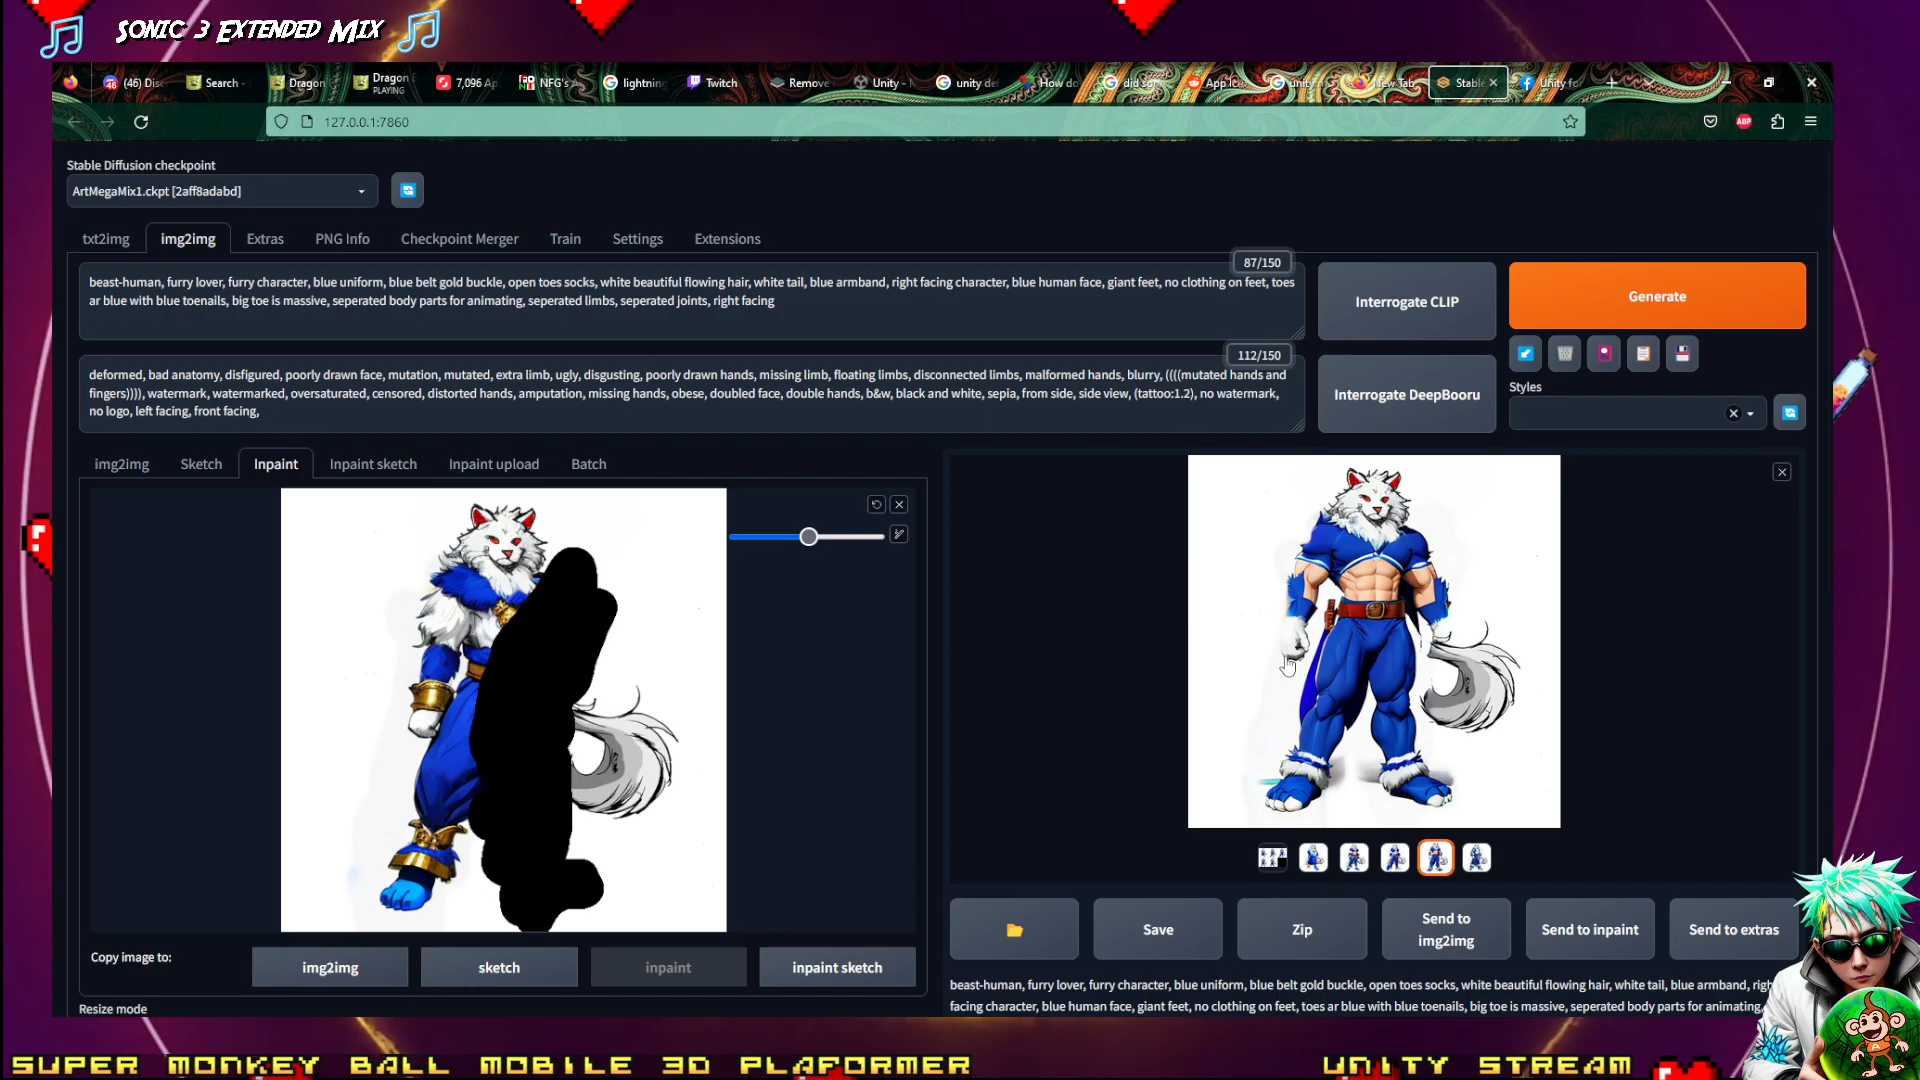 Sonic 3 Extended Mix
(46) Dis
Search -
Dragon
Dragon
PLAYING
7,096 Ap
NFG's
lightning
Twitch
Remove
Unity -
unity de
How do
did so
App Ic
unity
New Tab
Stable
Unity fo
127.0.0.1:7860
ABP
Stable Diffusion checkpoint
ArtMegaMix1.ckpt [2aff8adabd]
txt2img
img2img
Extras
PNG Info
Checkpoint Merger
Train
Settings
Extensions
87/150
beast-human, furry lover, furry character, blue uniform, blue belt gold buckle, open toes socks, white beautiful flowing hair, white tail, blue armband, right facing character, blue human face, giant feet, no clothing on feet, toes
ar blue with blue toenails, big toe is massive, seperated body parts for animating, seperated limbs, seperated joints, right facing
Interrogate CLIP
Generate
112/150
deformed, bad anatomy, disfigured, poorly drawn face, mutation, mutated, extra limb, ugly, disgusting, poorly drawn hands, missing limb, floating limbs, disconnected limbs, malformed hands, blurry, ((((mutated hands and
fingers)))), watermark, watermarked, oversaturated, censored, distorted hands, amputation, missing hands, obese, doubled face, double hands, b&w, black and white, sepia, from side, side view, (tattoo:1.2), no watermark,
no logo, left facing, front facing,
Interrogate DeepBooru
Styles
img2img
Sketch
Inpaint
Inpaint sketch
Inpaint upload
Batch
Copy image to:
img2img
sketch
inpaint
inpaint sketch
Resize mode
Save
Zip
Send to
img2img
Send to inpaint
Send to extras
beast-human, furry lover, furry character, blue uniform, blue belt gold buckle, open toes socks, white beautiful flowing hair, white tail, blue armband, righ
facing character, blue human face, giant feet, no clothing on feet, toes ar blue with blue toenails, big toe is massive, seperated body parts for animating,
SUPER MONKEY BALL MOBILE 3D PLAFORMER
UNITY STREAM